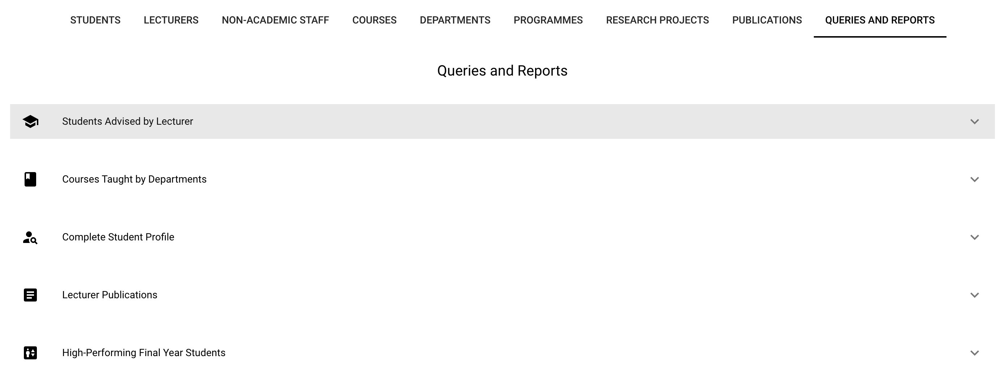 STUDENTS LECTURERS NON-ACADEMIC STAFF COURSES DEPARTMENTS PROGRAMMES RESEARCH PROJECTS PUBLICATIONS QUERIES AND REPORTS
Queries and Reports
Students Advised by Lecturer
Courses Taught by Departments
Complete Student Profile
Lecturer Publications
High-Performing Final Year Students